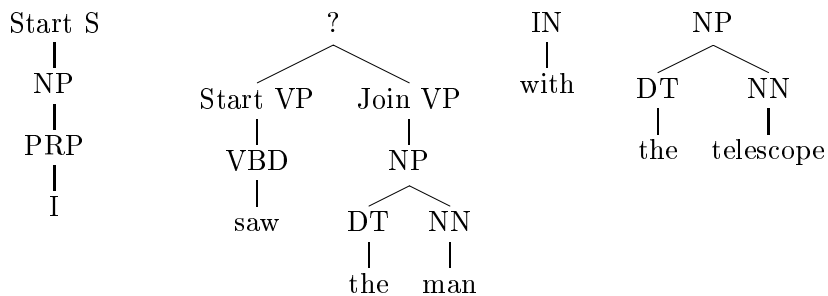 Start S ? IN NP
NP Start VP Join VP with DT NN
PRP VBD NP the telescope
I saw DT NN
the man